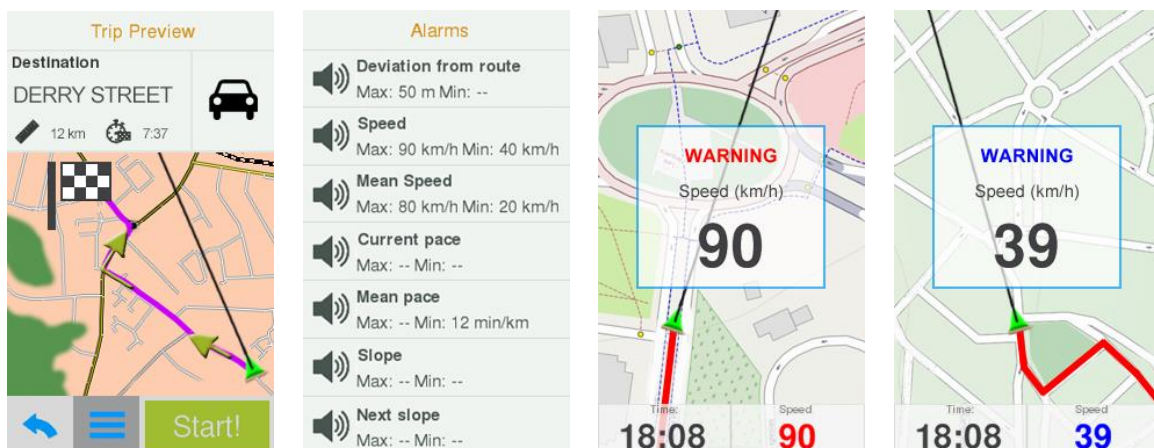 Trip Preview
Destination
DERRY STREET
12 km 7:37
Start!
Alarms
Deviation from route
Max: 50 m Min: --
Speed
Max: 90 km/h Min: 40 km/h
Mean Speed
Max: 80 km/h Min: 20 km/h
Current pace
Max: -- Min: --
Mean pace
Max: -- Min: 12 min/km
Slope
Max: -- Min: --
Next slope
Max: -- Min: --
WARNING
Speed (km/h)
90
Time: Speed
18:08 90
WARNING
Speed (km/h)
39
Time: Speed
18:08 39